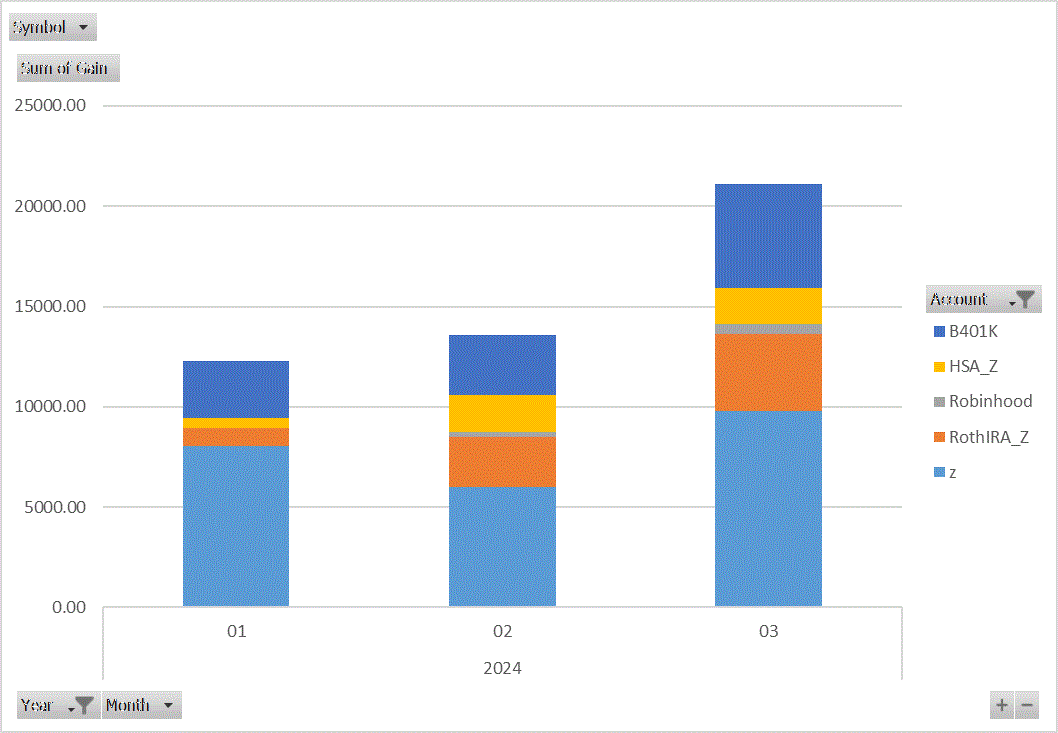 Symbol
Sum of Gain
25000.00
20000.00
15000.00
10000.00
5000.00
0.00
01 02 03
2024
Account
B401K
HSA_Z
Robinhood
RothIRA_Z
z
Year Month
+ −